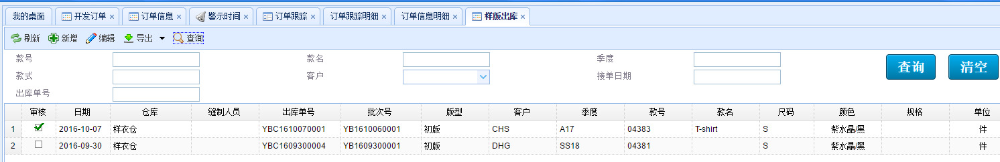 我的桌面 开发订单 × 订单信息 × 警示时间 × 订单跟踪 × 订单跟踪明细 × 订单信息明细 × 样版出库 ×
刷新 新增 编辑 导出 查询
款号 款名 季度
款式 客户 接单日期
查询 清空
出库单号
审核 日期 仓库 缝制人员 出库单号 批次号 版型 客户 季度 款号 款名 尺码 颜色 规格 单位
1 2016-10-07 样衣仓 YBC1610070001 YB1610060001 初版 CHS A17 04383 T-shirt S 紫水晶/黑 件
2 2016-09-30 样衣仓 YBC1609300004 YB1609300001 初版 DHG SS18 04381 S 紫水晶/黑 件